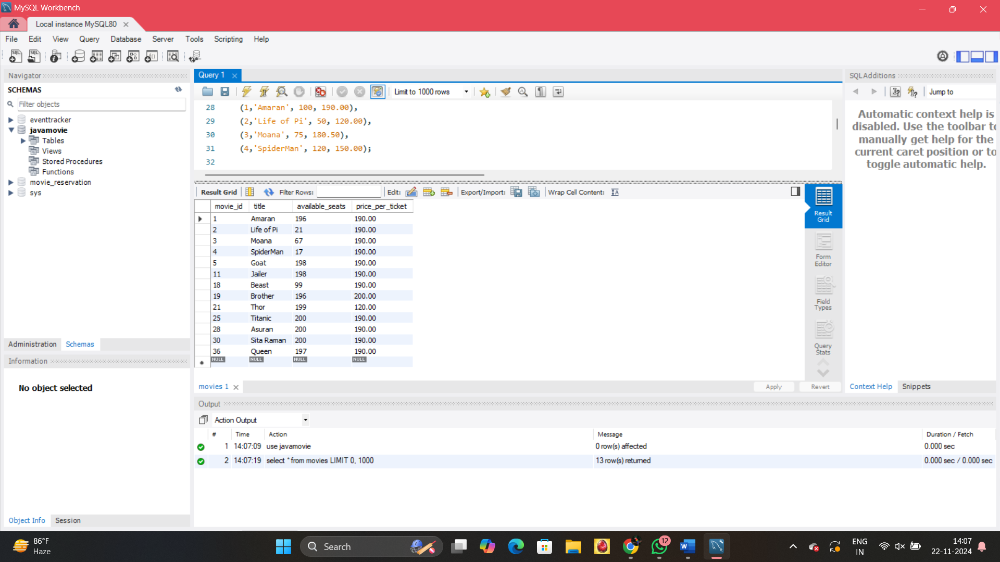 MySQL Workbench
Local instance MySQL80
File Edit View Query Database Server Tools Scripting Help
Navigator
SCHEMAS
Filter objects
eventtracker
javamovie
Tables
Views
Stored Procedures
Functions
movie_reservation
sys
Administration Schemas
Information
No object selected
Object Info Session
Query 1
Limit to 1000 rows
28 (1,'Amaran', 100, 190.00),
29 (2,'Life of Pi', 50, 120.00),
30 (3,'Moana', 75, 180.50),
31 (4,'SpiderMan', 120, 150.00);
32
Result Grid Filter Rows: Edit: Export/Import: Wrap Cell Content:
movie_id title available_seats price_per_ticket
1 Amaran 196 190.00
2 Life of Pi 21 190.00
3 Moana 67 190.00
4 SpiderMan 17 190.00
5 Goat 198 190.00
11 Jailer 198 190.00
18 Beast 99 190.00
19 Brother 196 200.00
21 Thor 199 120.00
25 Titanic 200 190.00
28 Asuran 200 190.00
30 Sita Raman 200 190.00
36 Queen 197 190.00
NULL NULL NULL NULL
Result
Grid
Form
Editor
Field
Types
Query
Stats
movies 1
Apply Revert
Output
Action Output
# Time Action Message Duration / Fetch
1 14:07:09 use javamovie 0 row(s) affected 0.000 sec
2 14:07:19 select * from movies LIMIT 0, 1000 13 row(s) returned 0.000 sec / 0.000 sec
SQLAdditions
Jump to
Automatic context help is
disabled. Use the toolbar to
manually get help for the
current caret position or to
toggle automatic help.
Context Help Snippets
86°F
Haze
Search
12
ENG
IN
14:07
22-11-2024